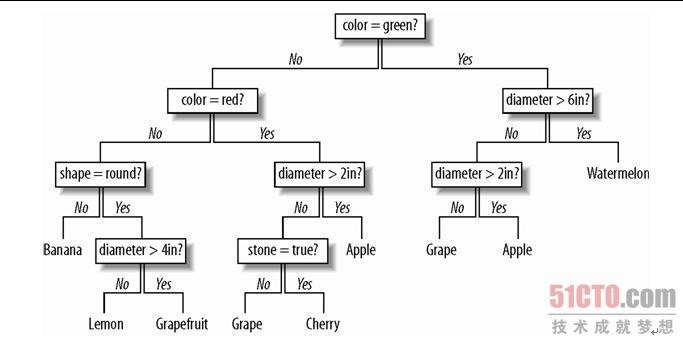 color = green?
No
Yes
color = red?
diameter > 6in?
No
Yes
No
Yes
shape = round?
diameter > 2in?
diameter > 2in?
Watermelon
No
Yes
No
Yes
No
Yes
Banana
diameter > 4in?
stone = true?
Apple
Grape
Apple
No
Yes
No
Yes
Lemon
Grapefruit
Grape
Cherry
51CTO.com
技术成就梦想